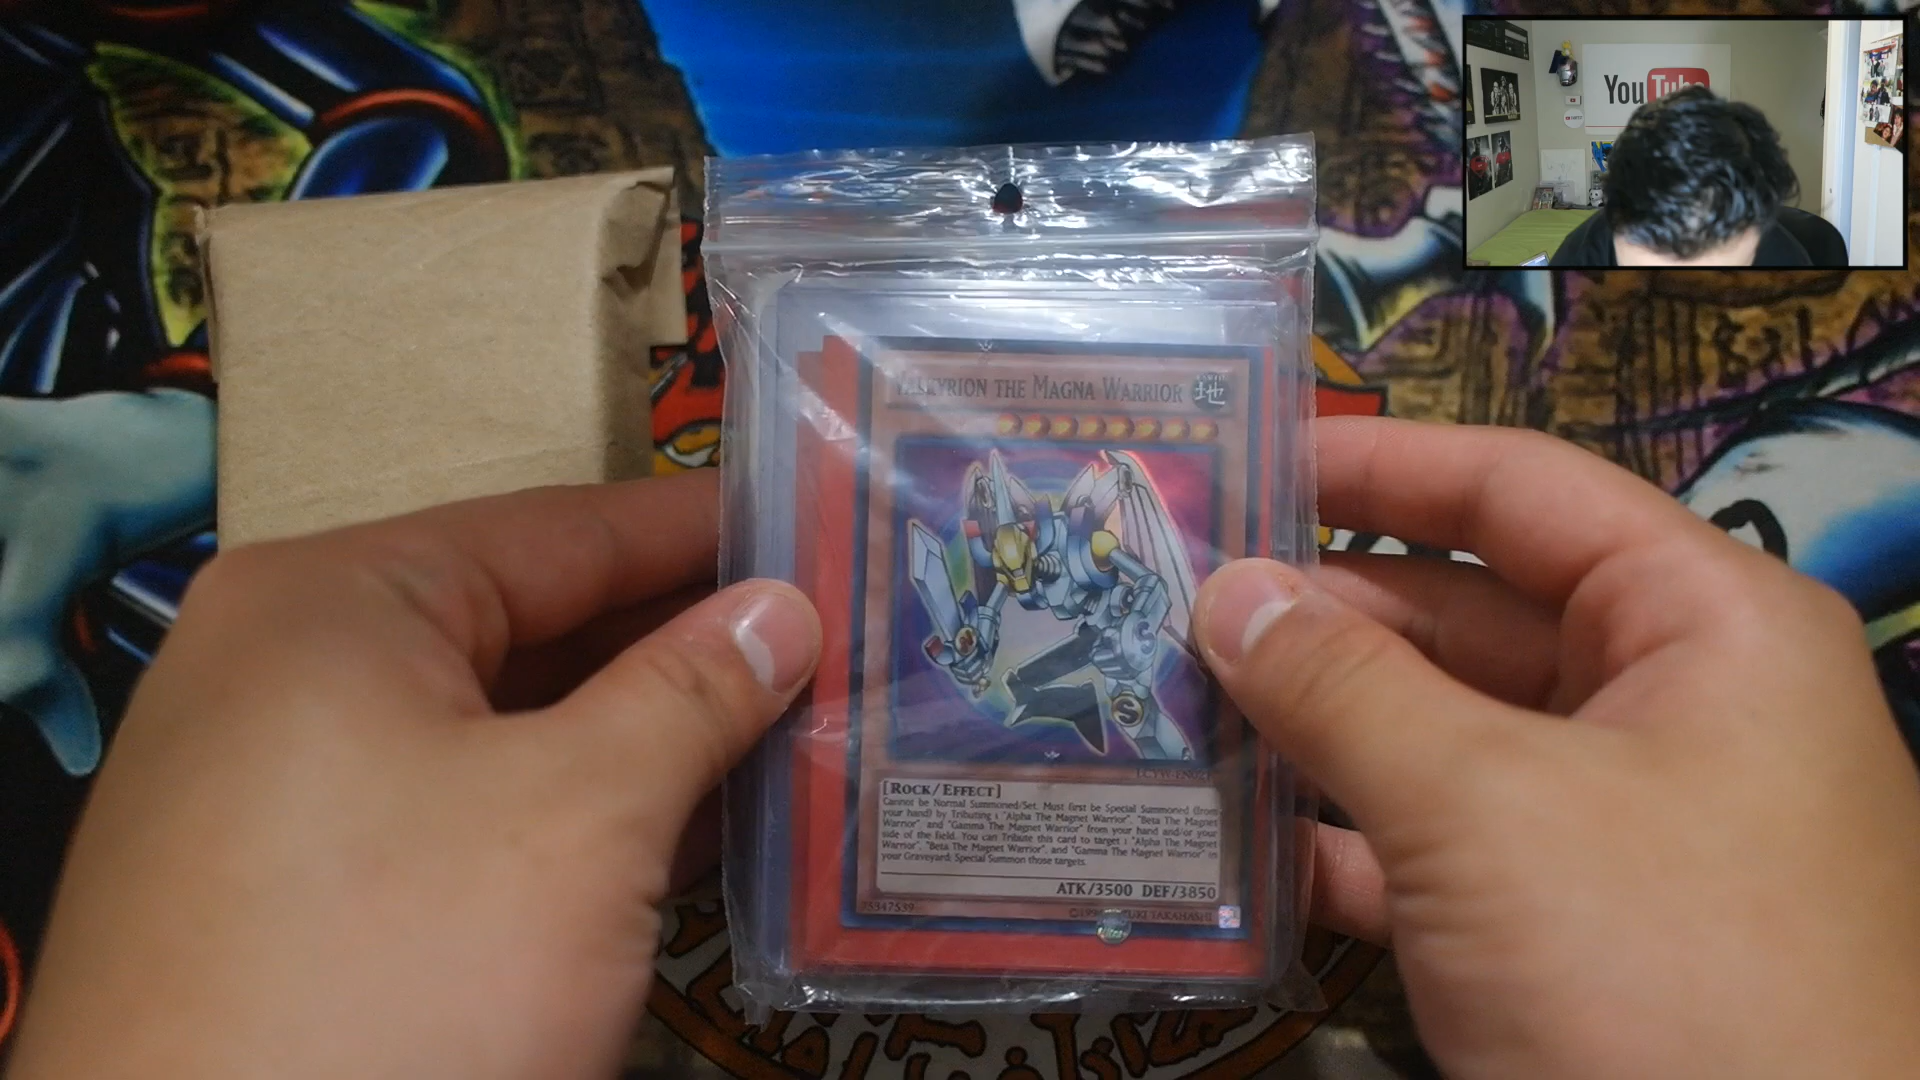 YouTube
VALKYRION THE MAGNA WARRIOR
地
[ROCK/EFFECT]
Cannot be Normal Summoned/Set. Must first be Special Summoned (from
your hand) by Tributing 1 "Alpha The Magnet Warrior", "Beta The Magnet
Warrior", and "Gamma The Magnet Warrior" from your hand and/or your
side of the field. You can Tribute this card to target 1 "Alpha The Magnet
Warrior", "Beta The Magnet Warrior", and "Gamma The Magnet Warrior" in
your Graveyard; Special Summon those targets.
ATK/3500 DEF/3850
75347539
TAKAHASHI
S